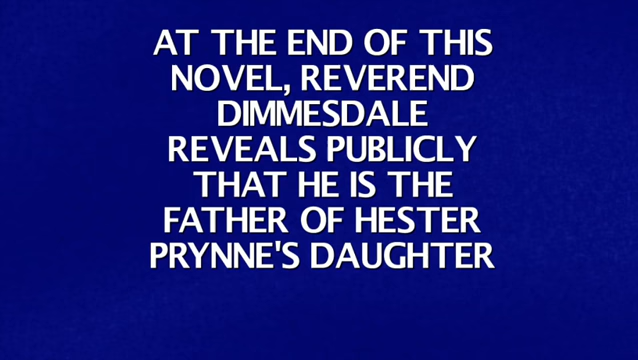 AT THE END OF THIS
NOVEL, REVEREND
DIMMESDALE
REVEALS PUBLICLY
THAT HE IS THE
FATHER OF HESTER
PRYNNE'S DAUGHTER